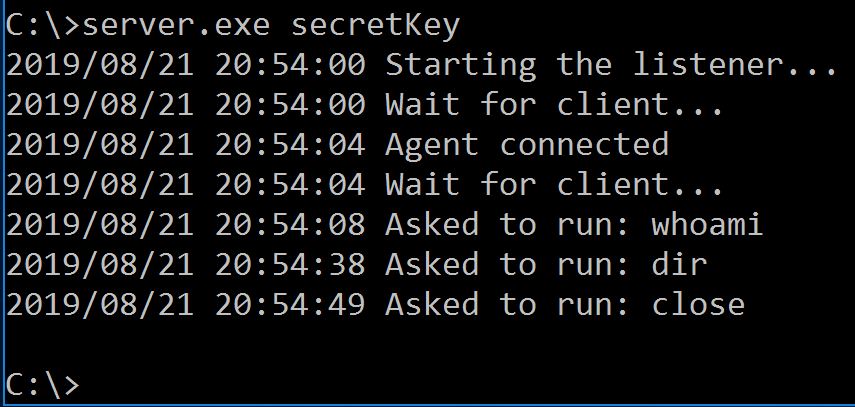 C:\>server.exe secretKey
2019/08/21 20:54:00 Starting the listener...
2019/08/21 20:54:00 Wait for client...
2019/08/21 20:54:04 Agent connected
2019/08/21 20:54:04 Wait for client...
2019/08/21 20:54:08 Asked to run: whoami
2019/08/21 20:54:38 Asked to run: dir
2019/08/21 20:54:49 Asked to run: close
C:\>